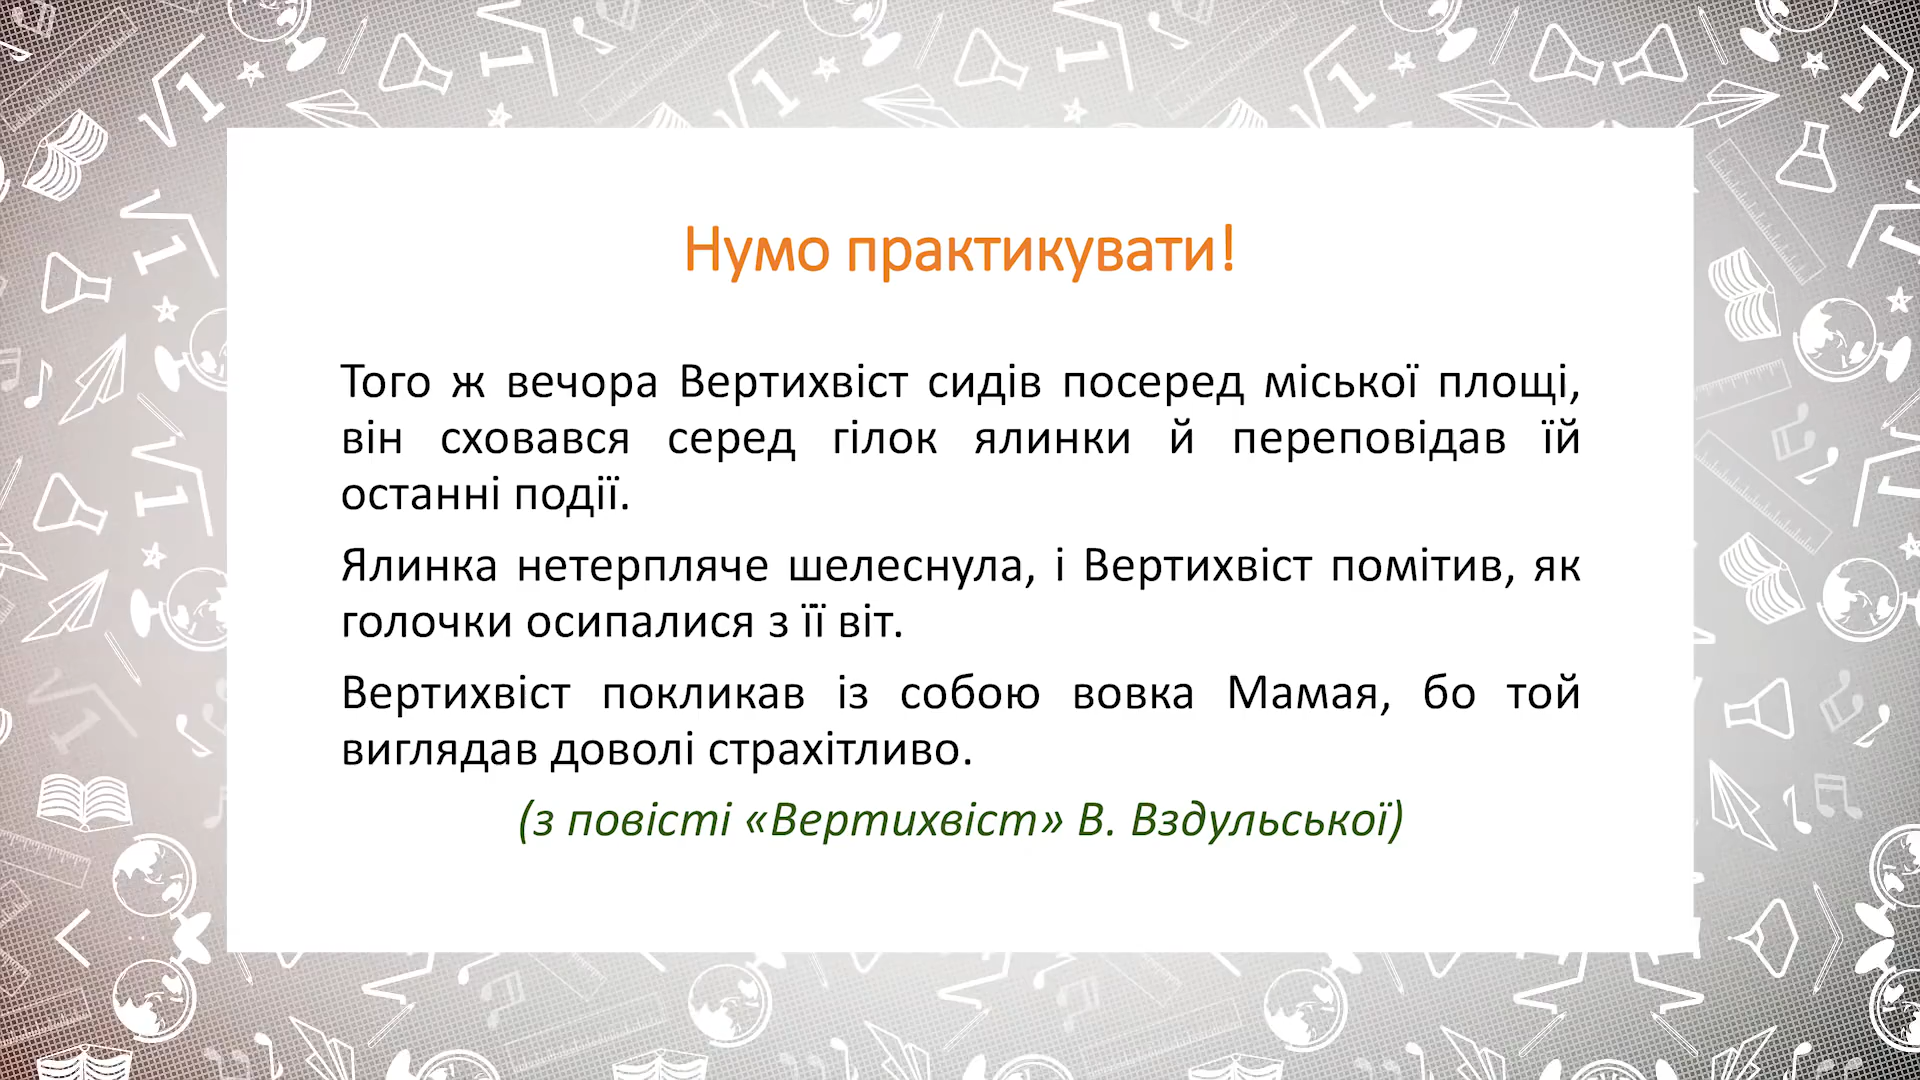 Нумо практикувати!
Того ж вечора Вертихвіст сидів посеред міської площі,
він сховався серед гілок ялинки й переповідав їй
останні події.
Ялинка нетерпляче шелеснула, і Вертихвіст помітив, як
голочки осипалися з її віт.
Вертихвіст покликав із собою вовка Мамая, бо той
виглядав доволі страхітливо.
(з повісті «Вертихвіст» В. Вздульської)